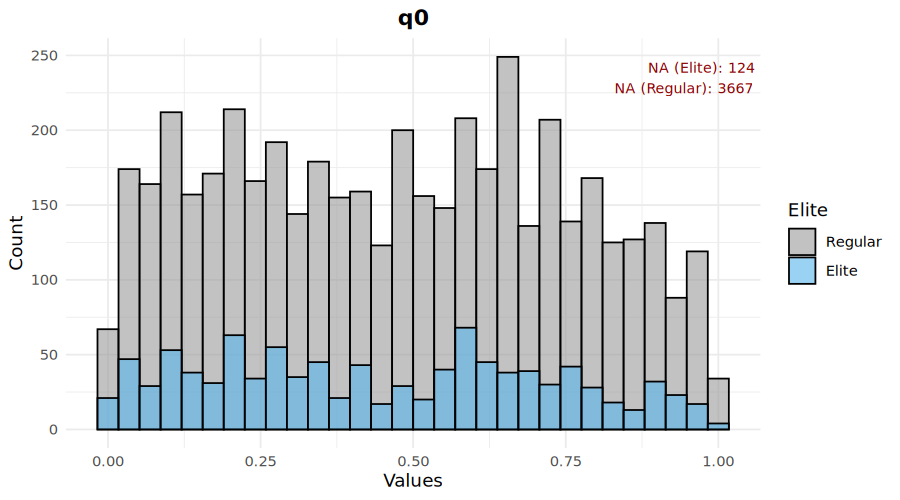 q0
NA (Elite): 124
NA (Regular): 3667
250
200
150
100
50
0
Count
0.00 0.25 0.50 0.75 1.00
Values
Elite
Regular
Elite